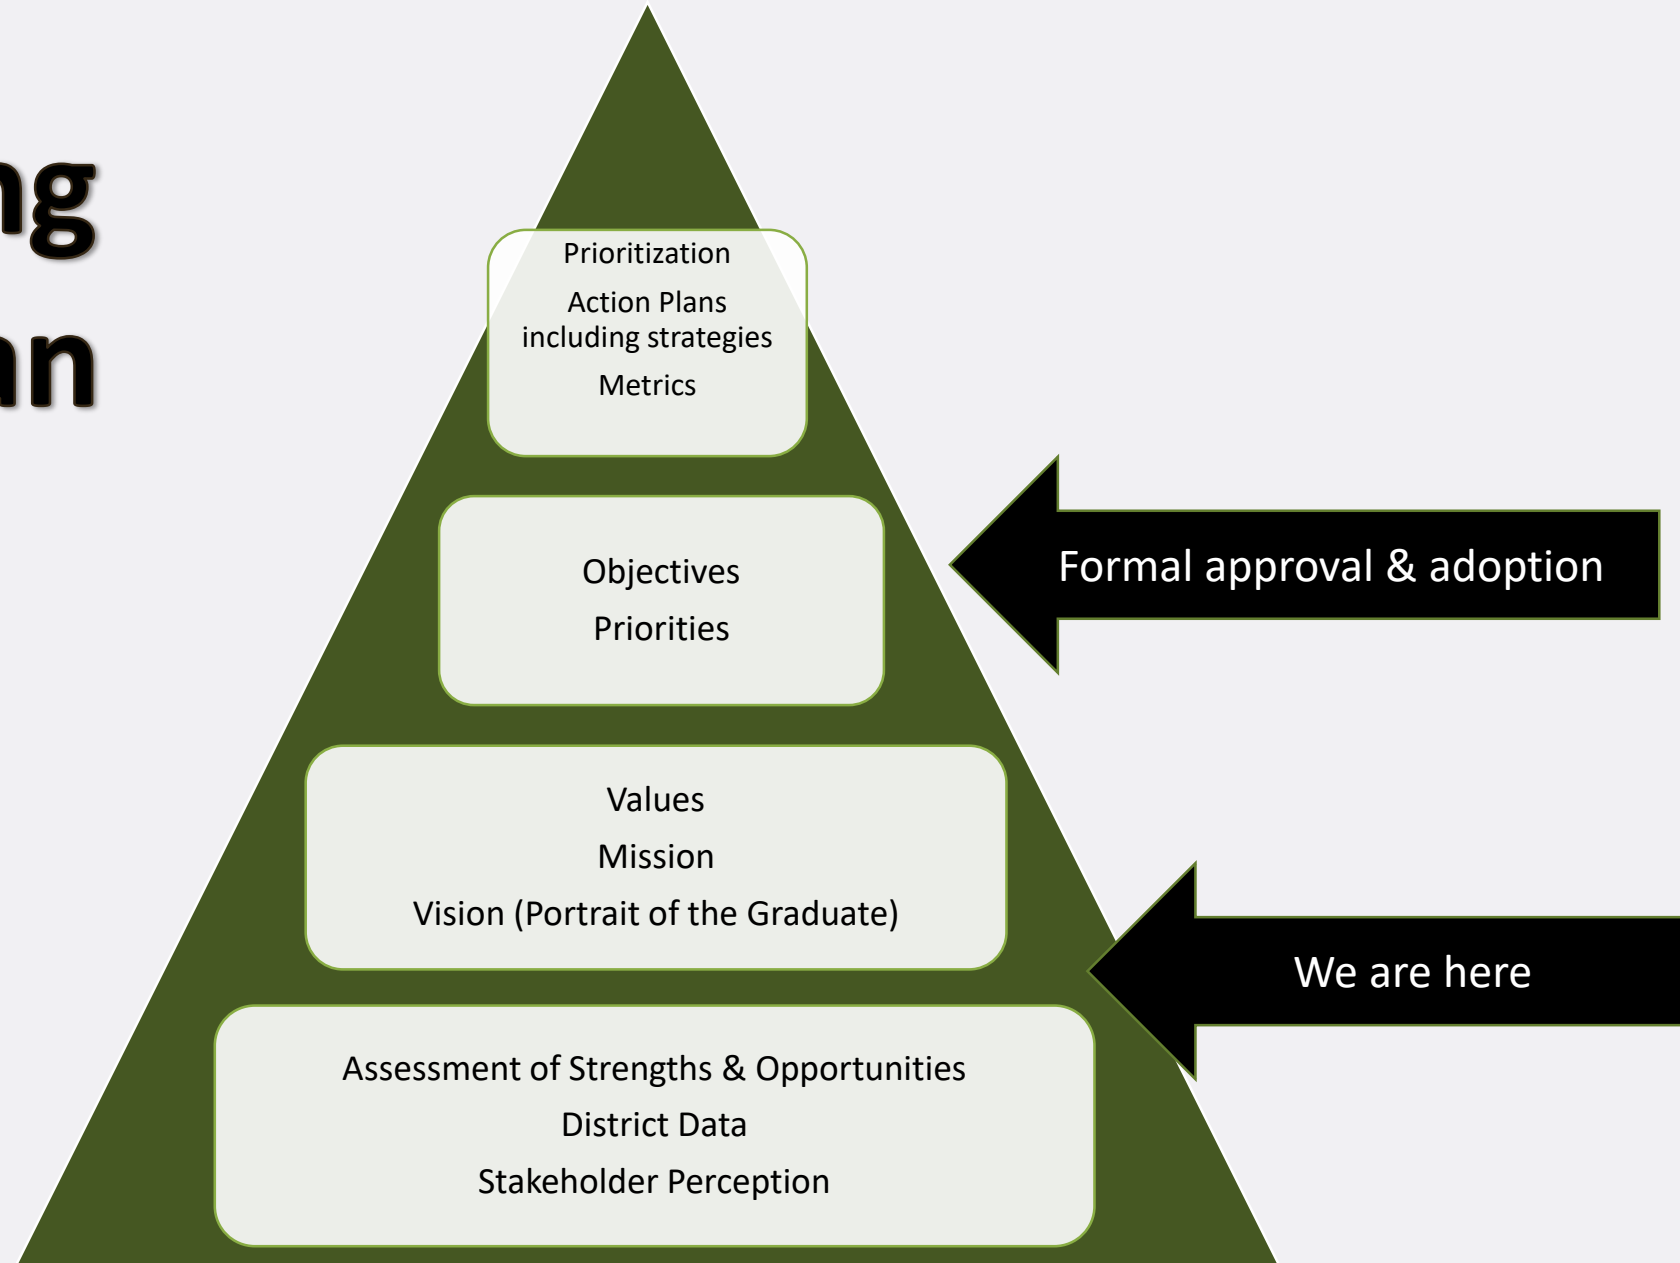 ng
an
Prioritization
Action Plans
including strategies
Metrics
Objectives
Priorities
Formal approval & adoption
Values
Mission
Vision (Portrait of the Graduate)
We are here
Assessment of Strengths & Opportunities
District Data
Stakeholder Perception